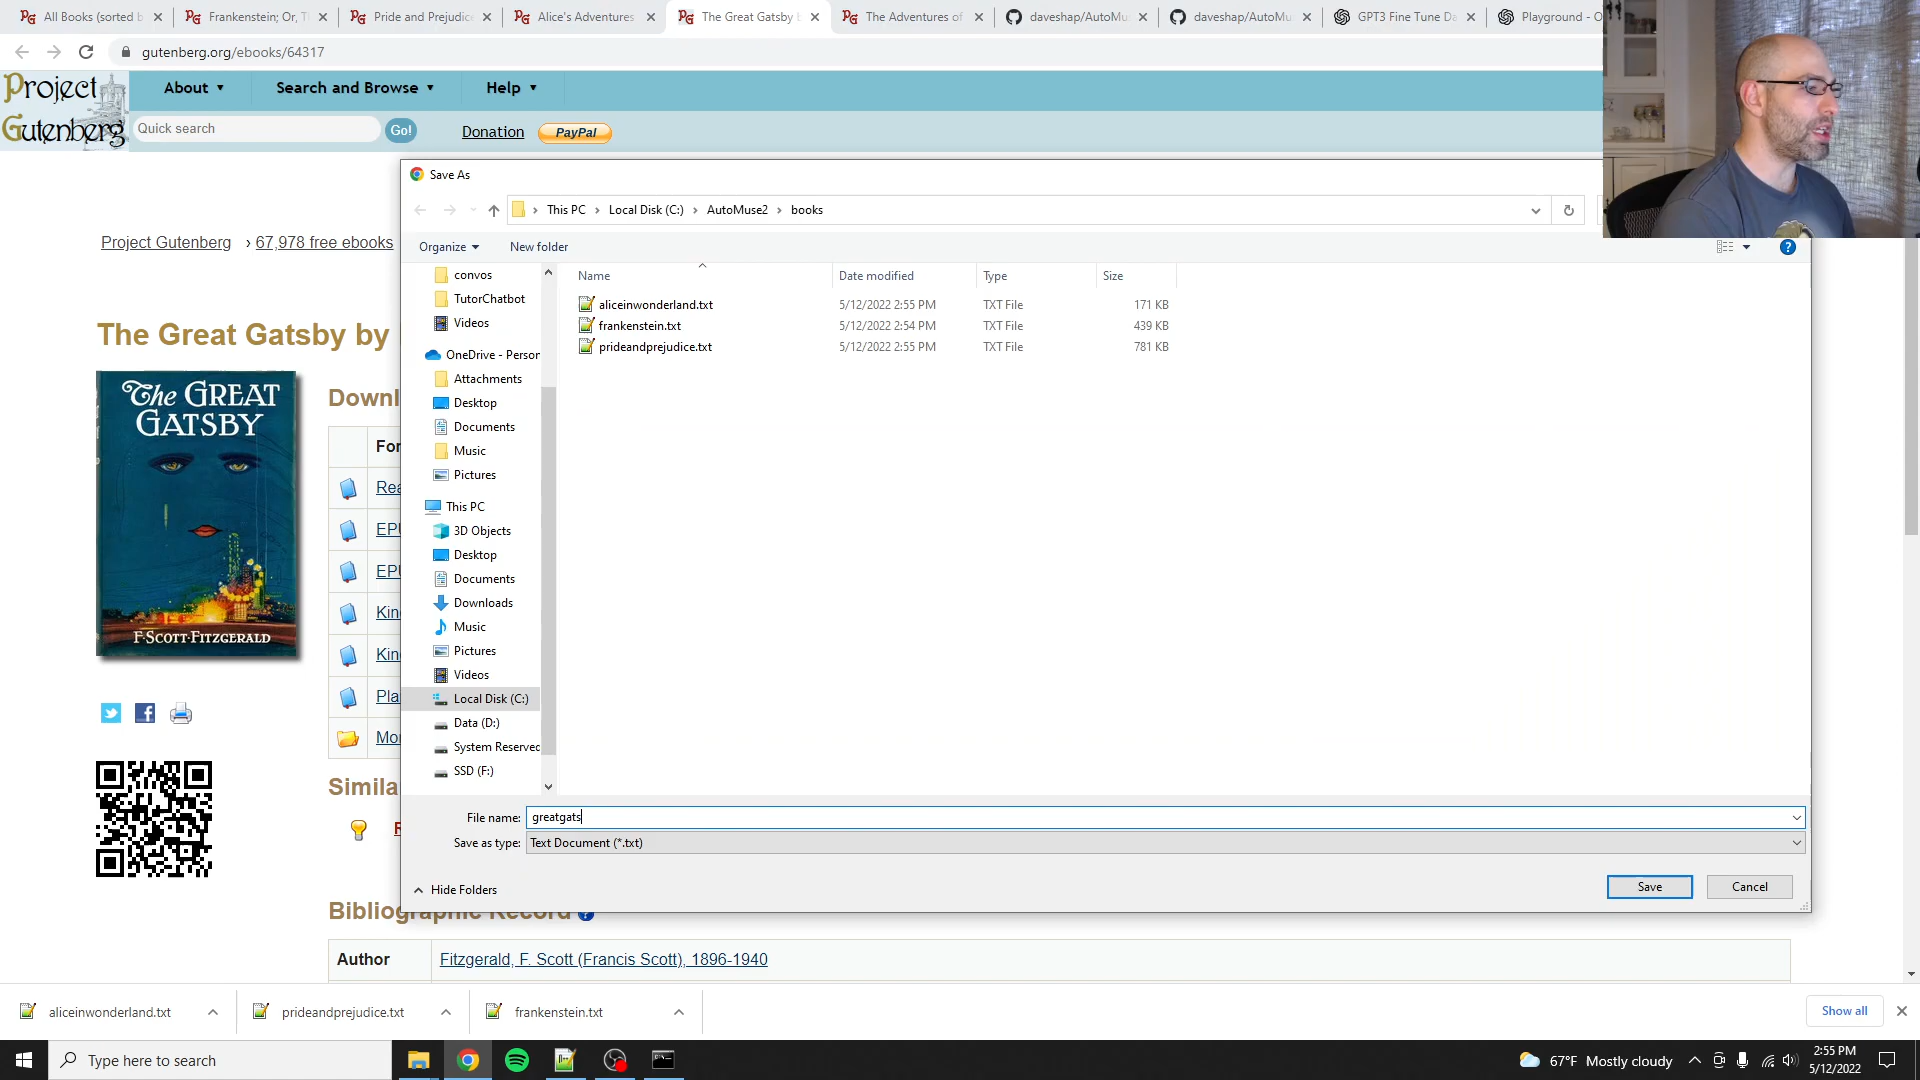 All Books (sorted b
Frankenstein; Or, T
Pride and Prejudice
Alice's Adventures
The Great Gatsby b
The Adventures of
daveshap/AutoMu
daveshap/AutoMu
GPT3 Fine Tune Da
Playground - O
gutenberg.org/ebooks/64317
Project
Gutenberg
About
Search and Browse
Help
Quick search
Go!
Donation
PayPal
Project Gutenberg › 67,978 free ebooks
The Great Gatsby by
The GREAT
GATSBY
F·SCOTT·FITZGERALD
Downl
For
Rea
EPU
EPU
Kin
Kin
Pla
Mor
Simila
R
Bibliographic Record
Author
Fitzgerald, F. Scott (Francis Scott), 1896-1940
Save As
This PC
Local Disk (C:)
AutoMuse2
books
Organize
New folder
convos
TutorChatbot
Videos
OneDrive - Person
Attachments
Desktop
Documents
Music
Pictures
This PC
3D Objects
Desktop
Documents
Downloads
Music
Pictures
Videos
Local Disk (C:)
Data (D:)
System Reserved
SSD (F:)
Name Date modified Type Size
aliceinwonderland.txt 5/12/2022 2:55 PM TXT File 171 KB
frankenstein.txt 5/12/2022 2:54 PM TXT File 439 KB
prideandprejudice.txt 5/12/2022 2:55 PM TXT File 781 KB
File name: greatgats
Save as type: Text Document (*.txt)
Hide Folders
Save
Cancel
aliceinwonderland.txt
prideandprejudice.txt
frankenstein.txt
Show all
Type here to search
67°F Mostly cloudy
2:55 PM
5/12/2022